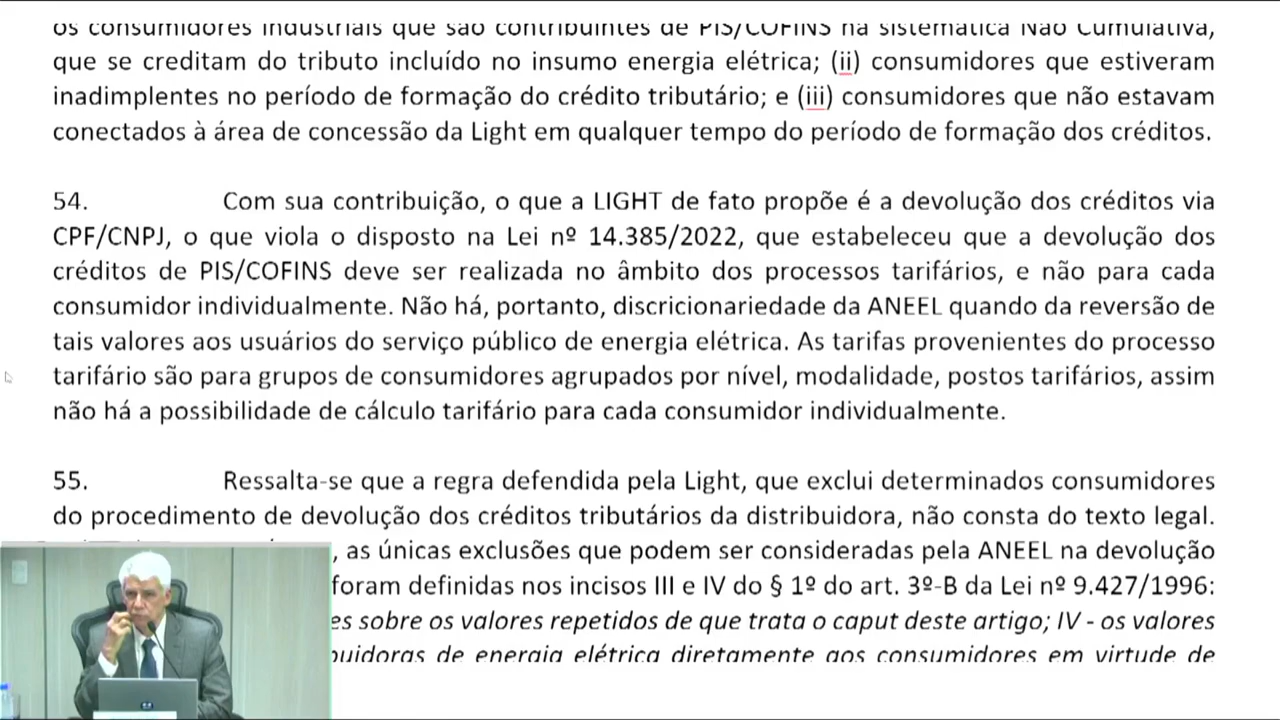 os consumidores industriais que são contribuintes de PIS/COFINS na sistemática Não Cumulativa,
que se creditam do tributo incluído no insumo energia elétrica; (ii) consumidores que estiveram
inadimplentes no período de formação do crédito tributário; e (iii) consumidores que não estavam
conectados à área de concessão da Light em qualquer tempo do período de formação dos créditos.
54. Com sua contribuição, o que a LIGHT de fato propõe é a devolução dos créditos via
CPF/CNPJ, o que viola o disposto na Lei nº 14.385/2022, que estabeleceu que a devolução dos
créditos de PIS/COFINS deve ser realizada no âmbito dos processos tarifários, e não para cada
consumidor individualmente. Não há, portanto, discricionariedade da ANEEL quando da reversão de
tais valores aos usuários do serviço público de energia elétrica. As tarifas provenientes do processo
tarifário são para grupos de consumidores agrupados por nível, modalidade, postos tarifários, assim
não há a possibilidade de cálculo tarifário para cada consumidor individualmente.
55. Ressalta-se que a regra defendida pela Light, que exclui determinados consumidores
do procedimento de devolução dos créditos tributários da distribuidora, não consta do texto legal.
, as únicas exclusões que podem ser consideradas pela ANEEL na devolução
foram definidas nos incisos III e IV do § 1º do art. 3º-B da Lei nº 9.427/1996:
es sobre os valores repetidos de que trata o caput deste artigo; IV - os valores
buidoras de energia elétrica diretamente aos consumidores em virtude de